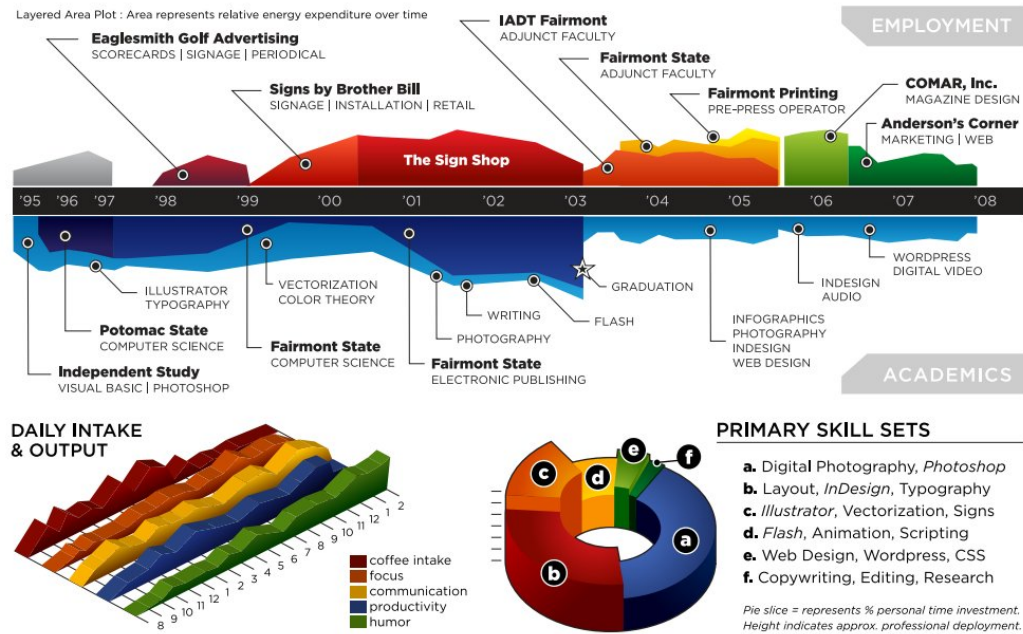 Layered Area Plot : Area represents relative energy expenditure over time
EMPLOYMENT
Eaglesmith Golf Advertising
SCORECARDS | SIGNAGE | PERIODICAL
Signs by Brother Bill
SIGNAGE | INSTALLATION | RETAIL
IADT Fairmont
ADJUNCT FACULTY
Fairmont State
ADJUNCT FACULTY
Fairmont Printing
PRE-PRESS OPERATOR
COMAR, Inc.
MAGAZINE DESIGN
Anderson's Corner
MARKETING | WEB
The Sign Shop
'95 '96 '97 '98 '99 '00 '01 '02 '03 '04 '05 '06 '07 '08
ILLUSTRATOR
TYPOGRAPHY
Potomac State
COMPUTER SCIENCE
Independent Study
VISUAL BASIC | PHOTOSHOP
VECTORIZATION
COLOR THEORY
Fairmont State
COMPUTER SCIENCE
WRITING
PHOTOGRAPHY
FLASH
Fairmont State
ELECTRONIC PUBLISHING
GRADUATION
INFOGRAPHICS
PHOTOGRAPHY
INDESIGN
WEB DESIGN
INDESIGN
AUDIO
WORDPRESS
DIGITAL VIDEO
ACADEMICS
DAILY INTAKE
& OUTPUT
8 9 10 11 12 1 2 3 4 5 6 7 8 9 10 11 12 1 2
coffee intake
focus
communication
productivity
humor
a
b
c
d
e
f
PRIMARY SKILL SETS
a. Digital Photography, Photoshop
b. Layout, InDesign, Typography
c. Illustrator, Vectorization, Signs
d. Flash, Animation, Scripting
e. Web Design, Wordpress, CSS
f. Copywriting, Editing, Research
Pie slice = represents % personal time investment.
Height indicates approx. professional deployment.